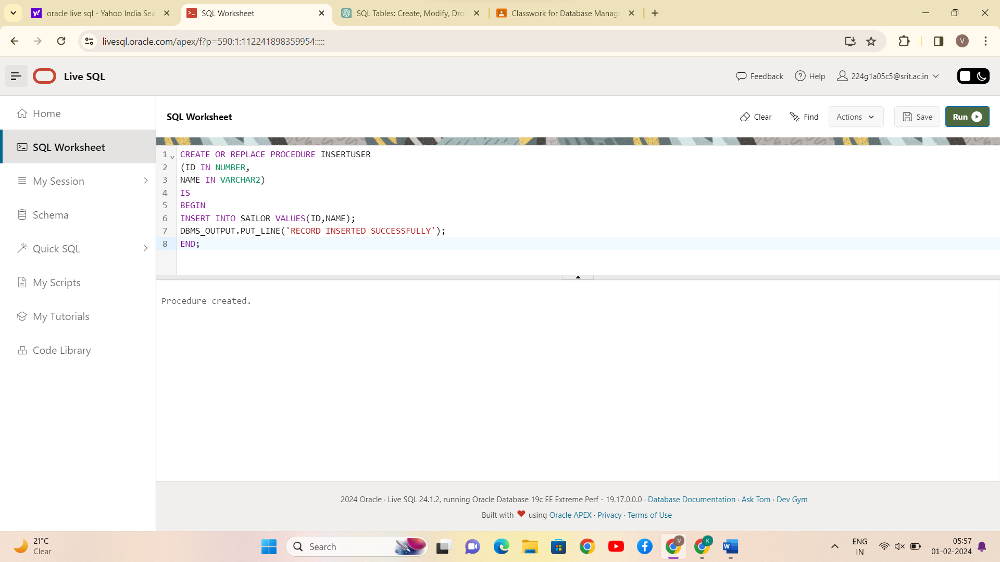 oracle live sql - Yahoo India Sea
SQL Worksheet
SQL Tables: Create, Modify, Dro
Classwork for Database Manage
livesql.oracle.com/apex/f?p=590:1:112241898359954:::::
V
Live SQL
Feedback
Help
224g1a05c5@srit.ac.in
Home
SQL Worksheet
My Session
Schema
Quick SQL
My Scripts
My Tutorials
Code Library
SQL Worksheet
Clear
Find
Actions
Save
Run
1 CREATE OR REPLACE PROCEDURE INSERTUSER
2 (ID IN NUMBER,
3 NAME IN VARCHAR2)
4 IS
5 BEGIN
6 INSERT INTO SAILOR VALUES(ID,NAME);
7 DBMS_OUTPUT.PUT_LINE('RECORD INSERTED SUCCESSFULLY');
8 END;
Procedure created.
2024 Oracle · Live SQL 24.1.2, running Oracle Database 19c EE Extreme Perf - 19.17.0.0.0 · Database Documentation · Ask Tom · Dev Gym
Built with ❤ using Oracle APEX · Privacy · Terms of Use
21°C
Clear
Search
V
K
W
ENG
IN
05:57
01-02-2024